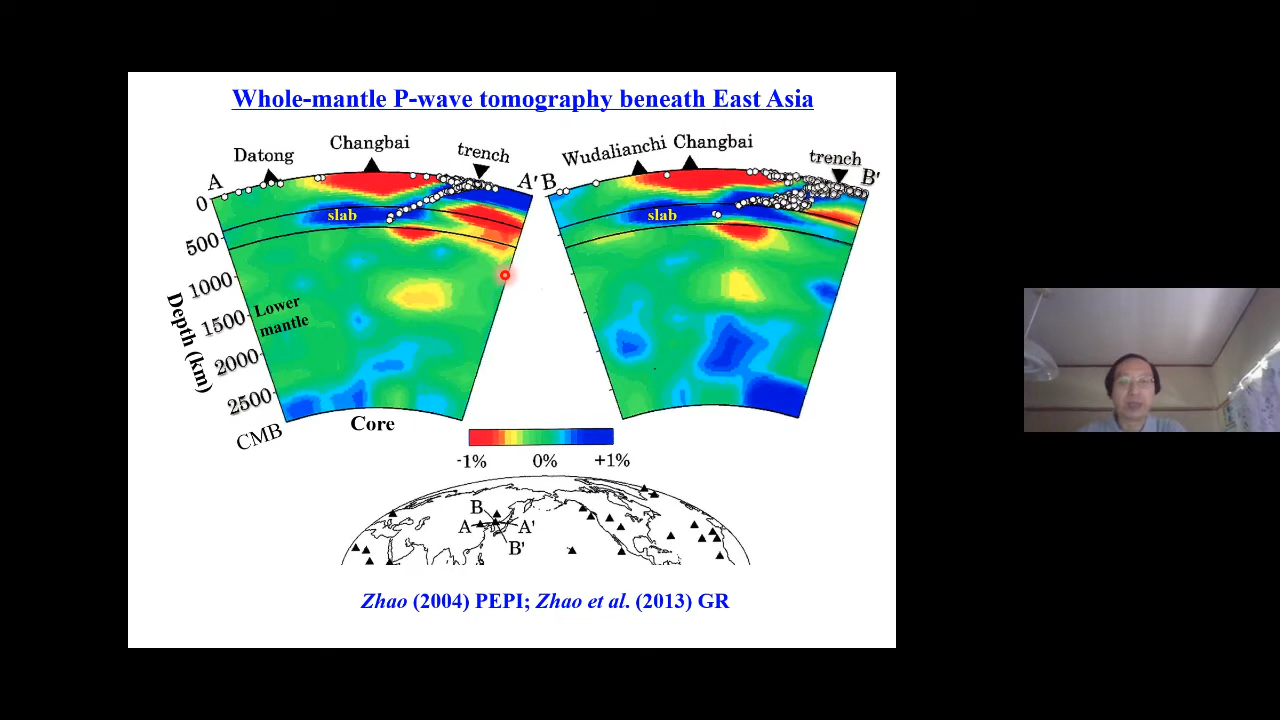 Whole-mantle P-wave tomography beneath East Asia
Datong
Changbai
trench
Wudalianchi
Changbai
trench
A
A'
B
B'
0
500
1000
1500
2000
2500
CMB
Depth (km)
slab
slab
Lower
mantle
Core
-1% 0% +1%
B
A
A'
B'
Zhao (2004) PEPI; Zhao et al. (2013) GR